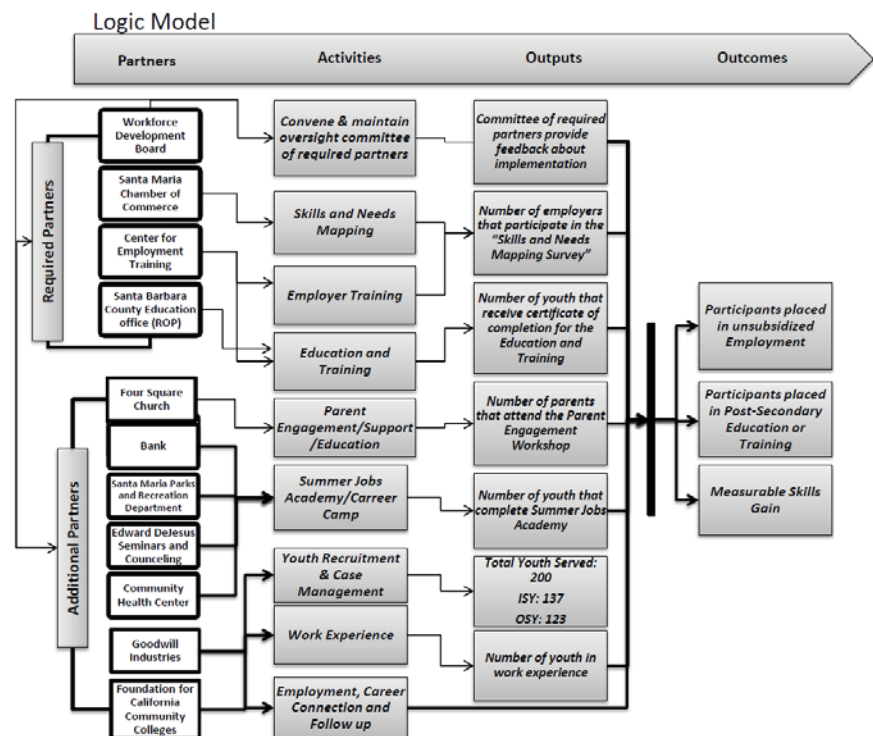 Logic Model
Partners
Activities
Outputs
Outcomes
Required Partners
Workforce
Development
Board
Santa Maria
Chamber of
Commerce
Center for
Employment
Training
Santa Barbara
County Education
office (ROP)
Additional Partners
Four Square
Church
Bank
Santa Maria Parks
and Recreation
Department
Edward DeJesus
Seminars and
Counceling
Community
Health Center
Goodwill
Industries
Foundation for
California
Community
Colleges
Convene & maintain
oversight committee
of required partners
Skills and Needs
Mapping
Employer Training
Education and
Training
Parent
Engagement/Support
/Education
Summer Jobs
Academy/Carreer
Camp
Youth Recruitment
& Case
Management
Work Experience
Employment, Career
Connection and
Follow up
Committee of required
partners provide
feedback about
implementation
Number of employers
that participate in the
“Skills and Needs
Mapping Survey”
Number of youth that
receive certificate of
completion for the
Education and
Training
Number of parents
that attend the Parent
Engagement
Workshop
Number of youth that
complete Summer Jobs
Academy
Total Youth Served:
200
ISY: 137
OSY: 123
Number of youth in
work experience
Participants placed
in unsubsidized
Employment
Participants placed
in Post-Secondary
Education or
Training
Measurable Skills
Gain